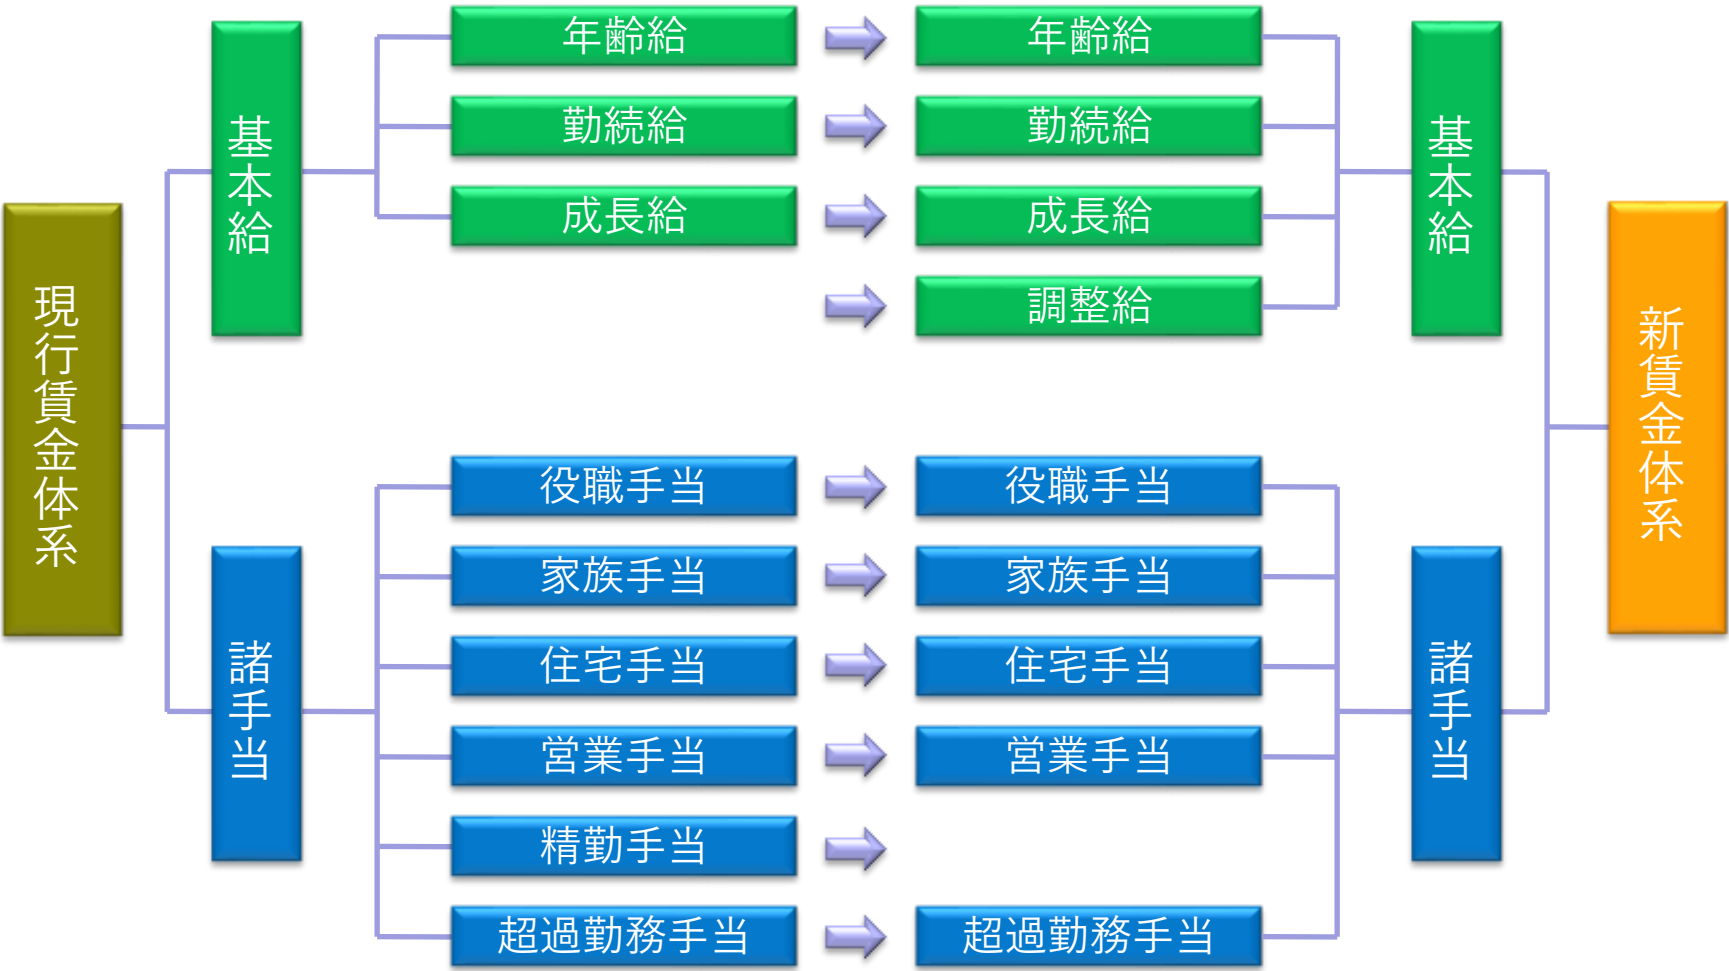 現行賃金体系
基本給
年齢給
勤続給
成長給
諸手当
役職手当
家族手当
住宅手当
営業手当
精勤手当
超過勤務手当
年齢給
勤続給
成長給
調整給
基本給
役職手当
家族手当
住宅手当
営業手当
超過勤務手当
諸手当
新賃金体系